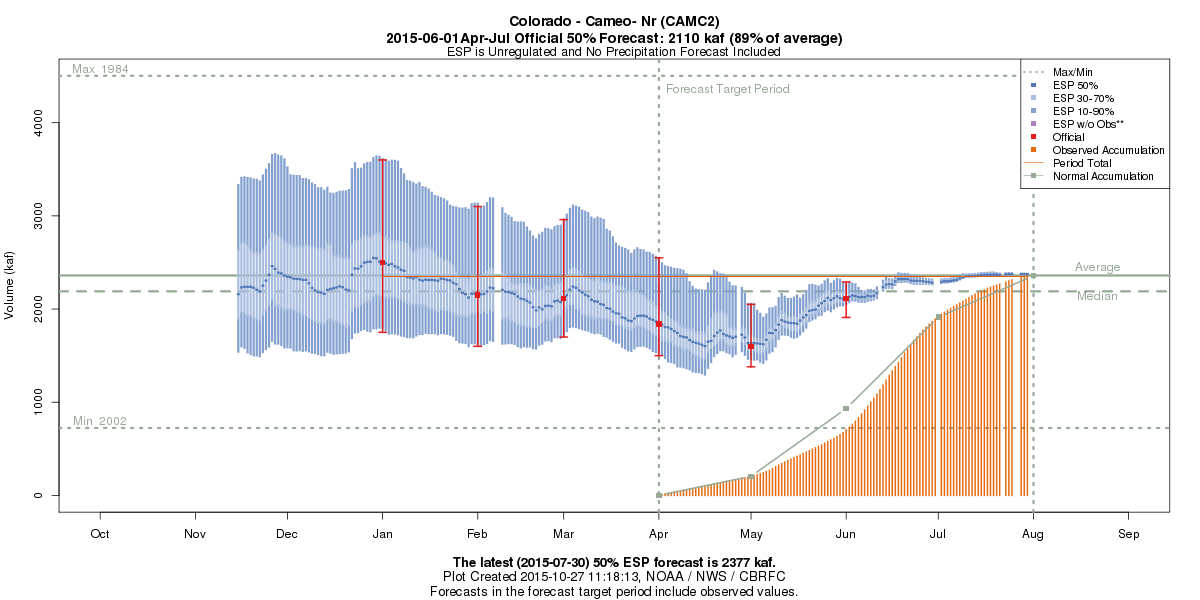 Colorado - Cameo- Nr (CAMC2)
2015-06-01Apr-Jul Official 50% Forecast: 2110 kaf (89% of average)
ESP is Unregulated and No Precipitation Forecast Included
Max 1984
Forecast Target Period
Max/Min
ESP 50%
ESP 30-70%
ESP 10-90%
ESP w/o Obs**
Official
Observed Accumulation
Period Total
Normal Accumulation
Average
Median
Min 2002
Volume (kaf)
4000
3000
2000
1000
0
Oct Nov Dec Jan Feb Mar Apr May Jun Jul Aug Sep
The latest (2015-07-30) 50% ESP forecast is 2377 kaf.
Plot Created 2015-10-27 11:18:13, NOAA / NWS / CBRFC
Forecasts in the forecast target period include observed values.